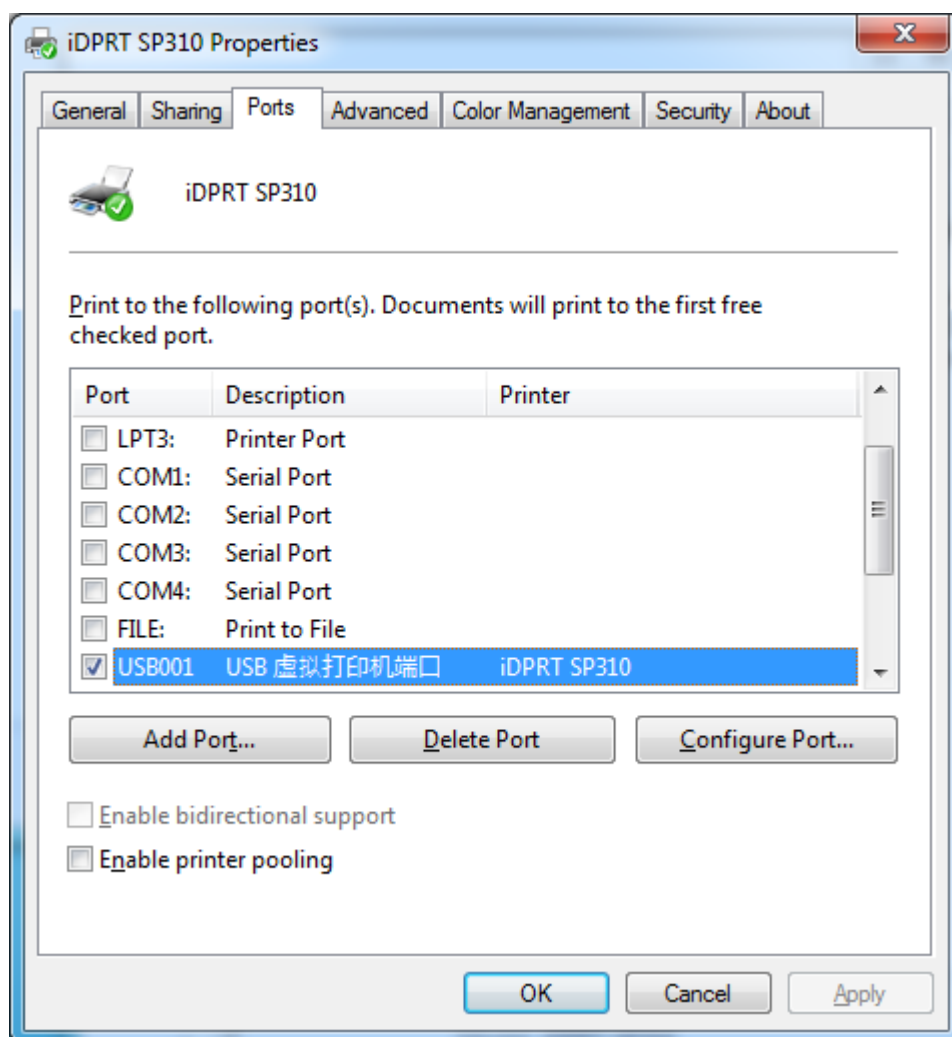 iDPRT SP310 Properties
General Sharing Ports Advanced Color Management Security About
iDPRT SP310
Print to the following port(s). Documents will print to the first free
checked port.
Port Description Printer
LPT3: Printer Port
COM1: Serial Port
COM2: Serial Port
COM3: Serial Port
COM4: Serial Port
FILE: Print to File
USB001 USB 虚拟打印机端口 iDPRT SP310
Add Port... Delete Port Configure Port...
Enable bidirectional support
Enable printer pooling
OK Cancel Apply